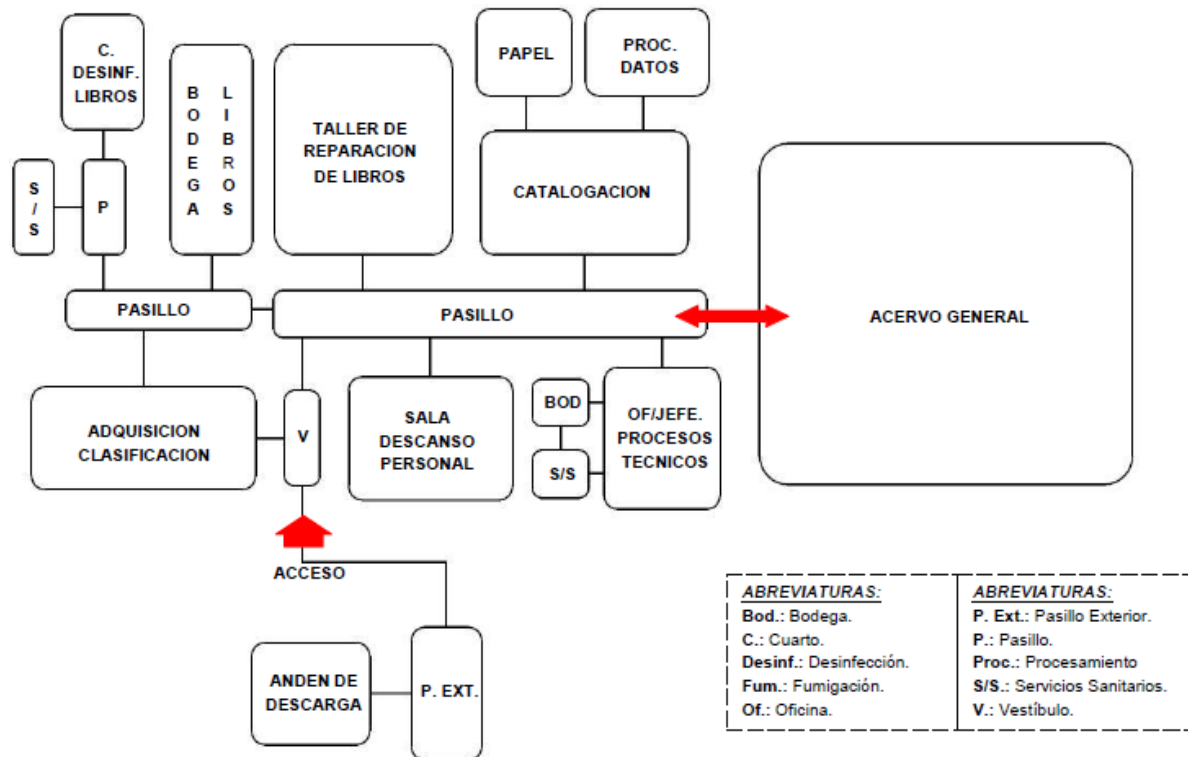 C.
DESINF.
LIBROS
BODEGA
LIBROS
TALLER DE
REPARACION
DE LIBROS
PAPEL
PROC.
DATOS
S
/
S
P
CATALOGACION
PASILLO
PASILLO
ACERVO GENERAL
ADQUISICION
CLASIFICACION
V
SALA
DESCANSO
PERSONAL
BOD
S/S
OF/JEFE.
PROCESOS
TECNICOS
ACCESO
ANDEN DE
DESCARGA
P. EXT.
ABREVIATURAS:
Bod.: Bodega.
C.: Cuarto.
Desinf.: Desinfección.
Fum.: Fumigación.
Of.: Oficina.
ABREVIATURAS:
P. Ext.: Pasillo Exterior.
P.: Pasillo.
Proc.: Procesamiento
S/S.: Servicios Sanitarios.
V.: Vestíbulo.